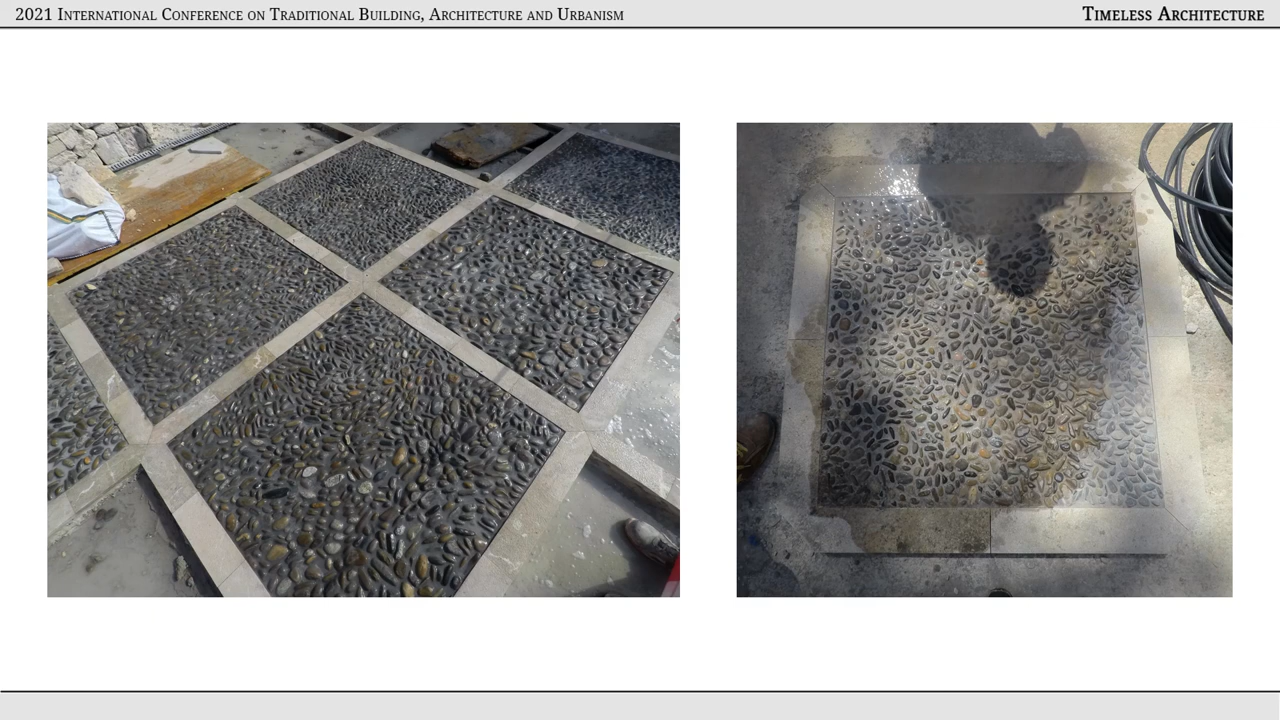 2021 International Conference on Traditional Building, Architecture and Urbanism
Timeless Architecture